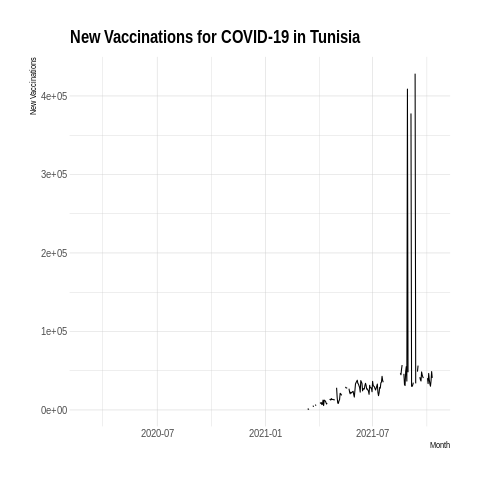 New Vaccinations for COVID-19 in Tunisia
New Vaccinations
4e+05
3e+05
2e+05
1e+05
0e+00
2020-07
2021-01
2021-07
Month